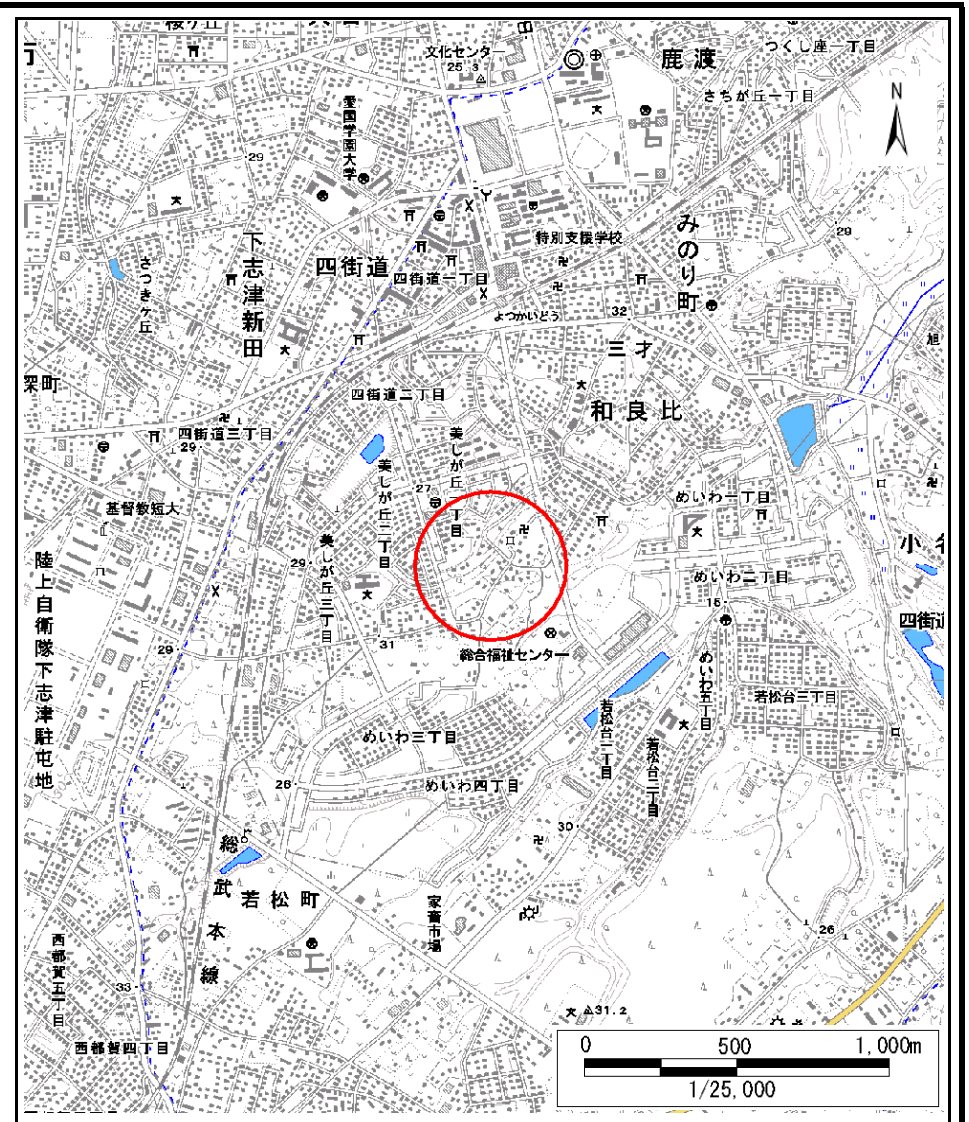 文化センター
25.3
鹿渡
つくし座一丁目
さちが丘一丁目
N
愛国学園大学
29
特別支援学校
みのり町
29
さつきヶ丘
下志津新田
四街道
四街道一丁目
よつかいどう
32
三才
旭
深町
四街道二丁目
和良比
四街道三丁目
29
美しが丘一丁目
27
美しが丘二丁目
めいわ一丁目
基督教短大
小名
陸上自衛隊下志津駐屯地
29
美しが丘三丁目
めいわ二丁目
15
四街道
31
29
総合福祉センター
めいわ五丁目
若松台三丁目
若松台一丁目
めいわ三丁目
若松台二丁目
26
めいわ四丁目
30
総武本線
若松町
家畜市場
26
西都賀五丁目
33
31.2
西都賀四丁目
0 500 1,000m
1/25,000